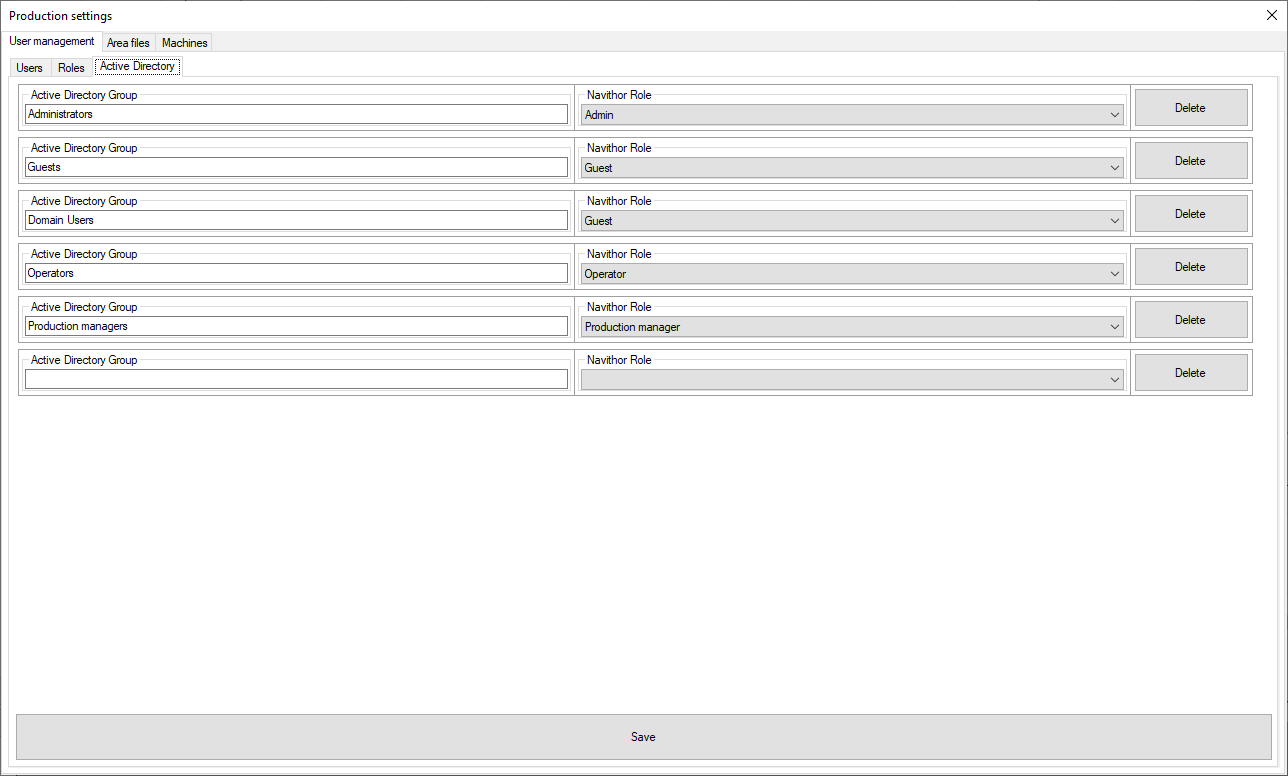 Production settings
User management Area files Machines
Users Roles Active Directory
Active Directory Group Navithor Role
Administrators Admin Delete
Active Directory Group Navithor Role
Guests Guest Delete
Active Directory Group Navithor Role
Domain Users Guest Delete
Active Directory Group Navithor Role
Operators Operator Delete
Active Directory Group Navithor Role
Production managers Production manager Delete
Active Directory Group Navithor Role
Delete
Save